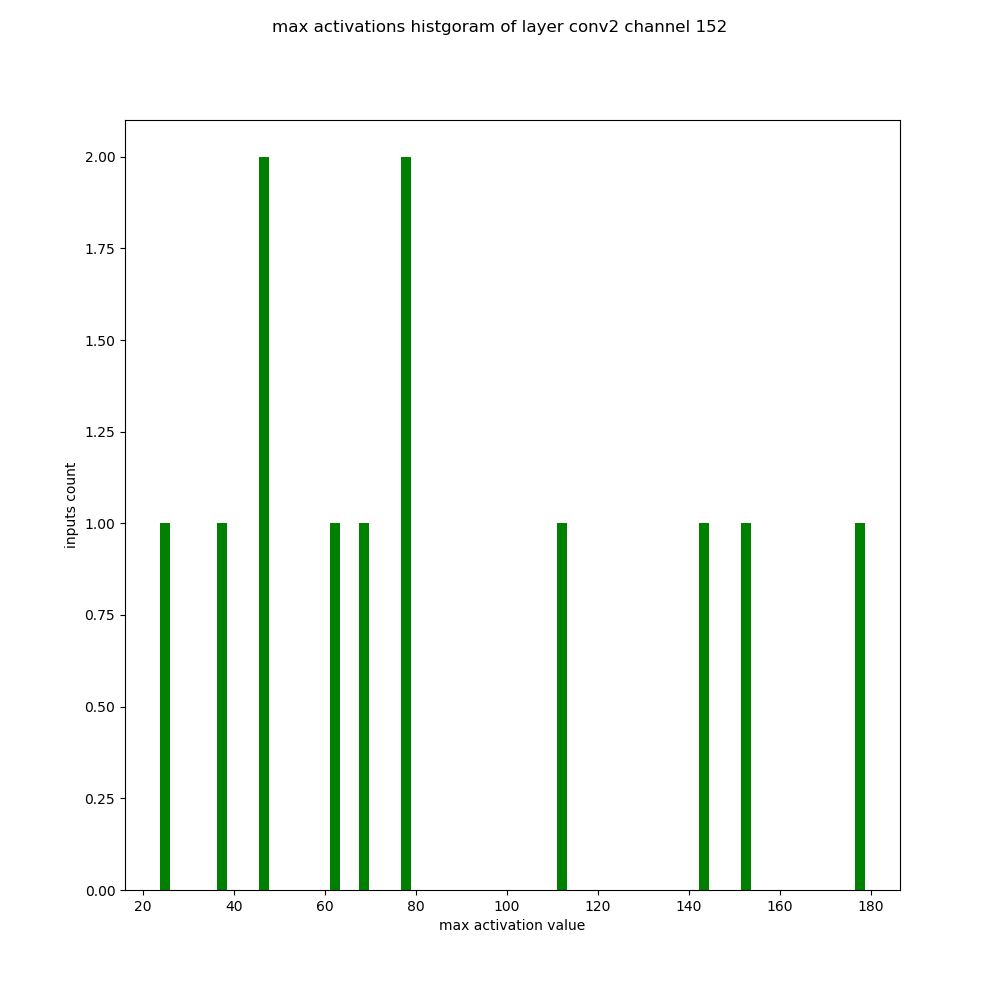 max activations histgoram of layer conv2 channel 152
2.00
1.75
1.50
1.25
1.00
0.75
0.50
0.25
0.00
inputs count
20 40 60 80 100 120 140 160 180
max activation value